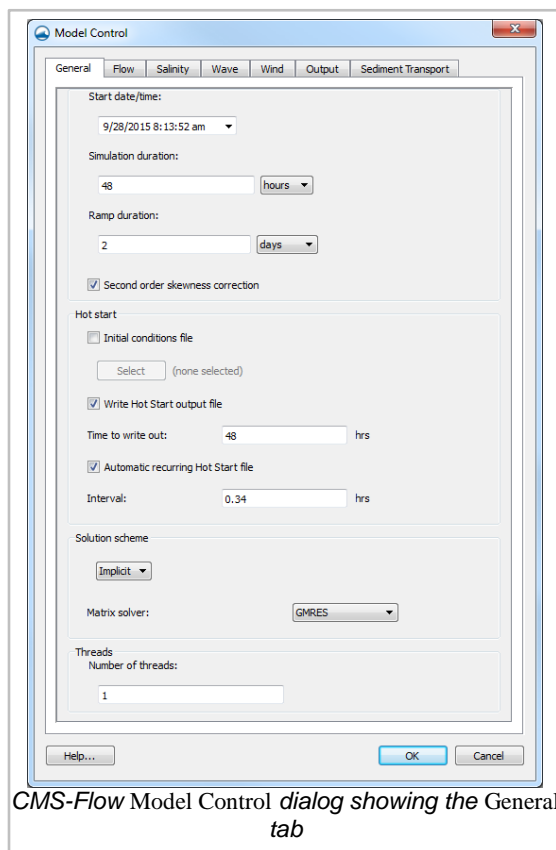 Model Control
General Flow Salinity Wave Wind Output Sediment Transport
Start date/time:
9/28/2015 8:13:52 am
Simulation duration:
48 hours
Ramp duration:
2 days
Second order skewness correction
Hot start
Initial conditions file
Select (none selected)
Write Hot Start output file
Time to write out: 48 hrs
Automatic recurring Hot Start file
Interval: 0.34 hrs
Solution scheme
Implicit
Matrix solver: GMRES
Threads
Number of threads:
1
Help... OK Cancel
CMS-Flow Model Control dialog showing the General
tab